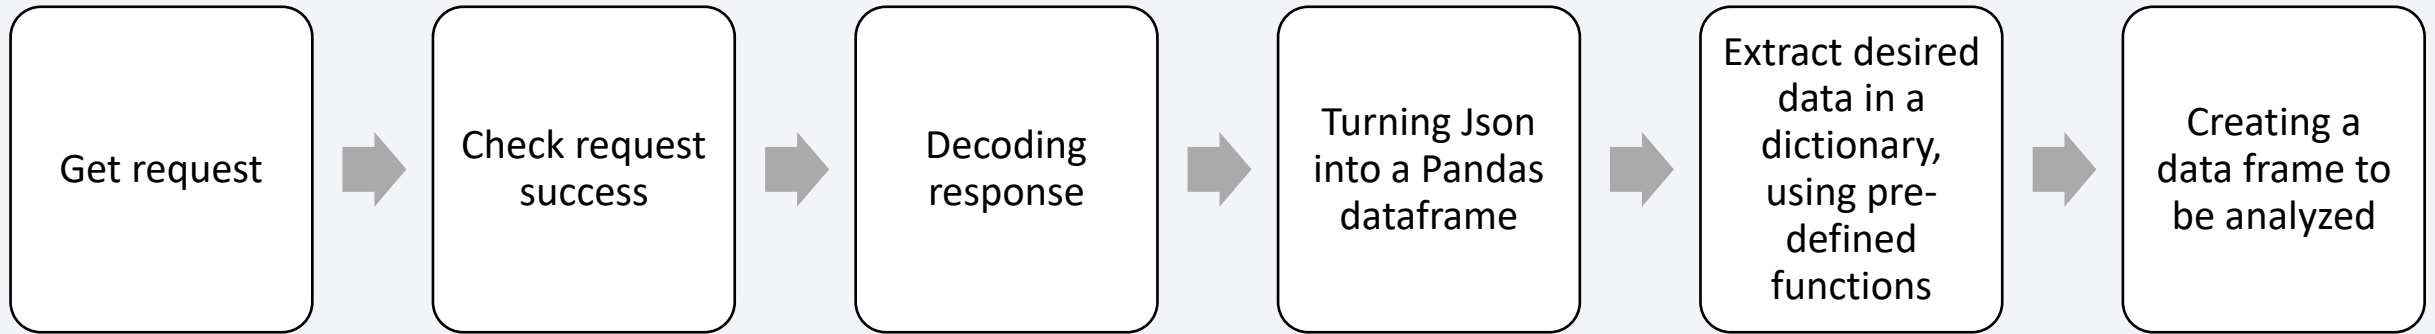 Get request
Check request
success
Decoding
response
Turning Json
into a Pandas
dataframe
Extract desired
data in a
dictionary,
using pre-
defined
functions
Creating a
data frame to
be analyzed